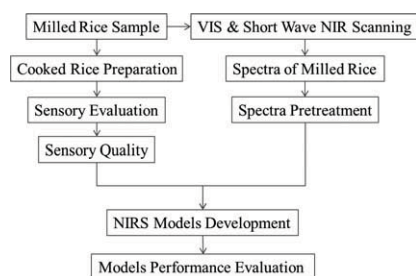 Milled Rice Sample
VIS & Short Wave NIR Scanning
Cooked Rice Preparation
Spectra of Milled Rice
Sensory Evaluation
Spectra Pretreatment
Sensory Quality
NIRS Models Development
Models Performance Evaluation